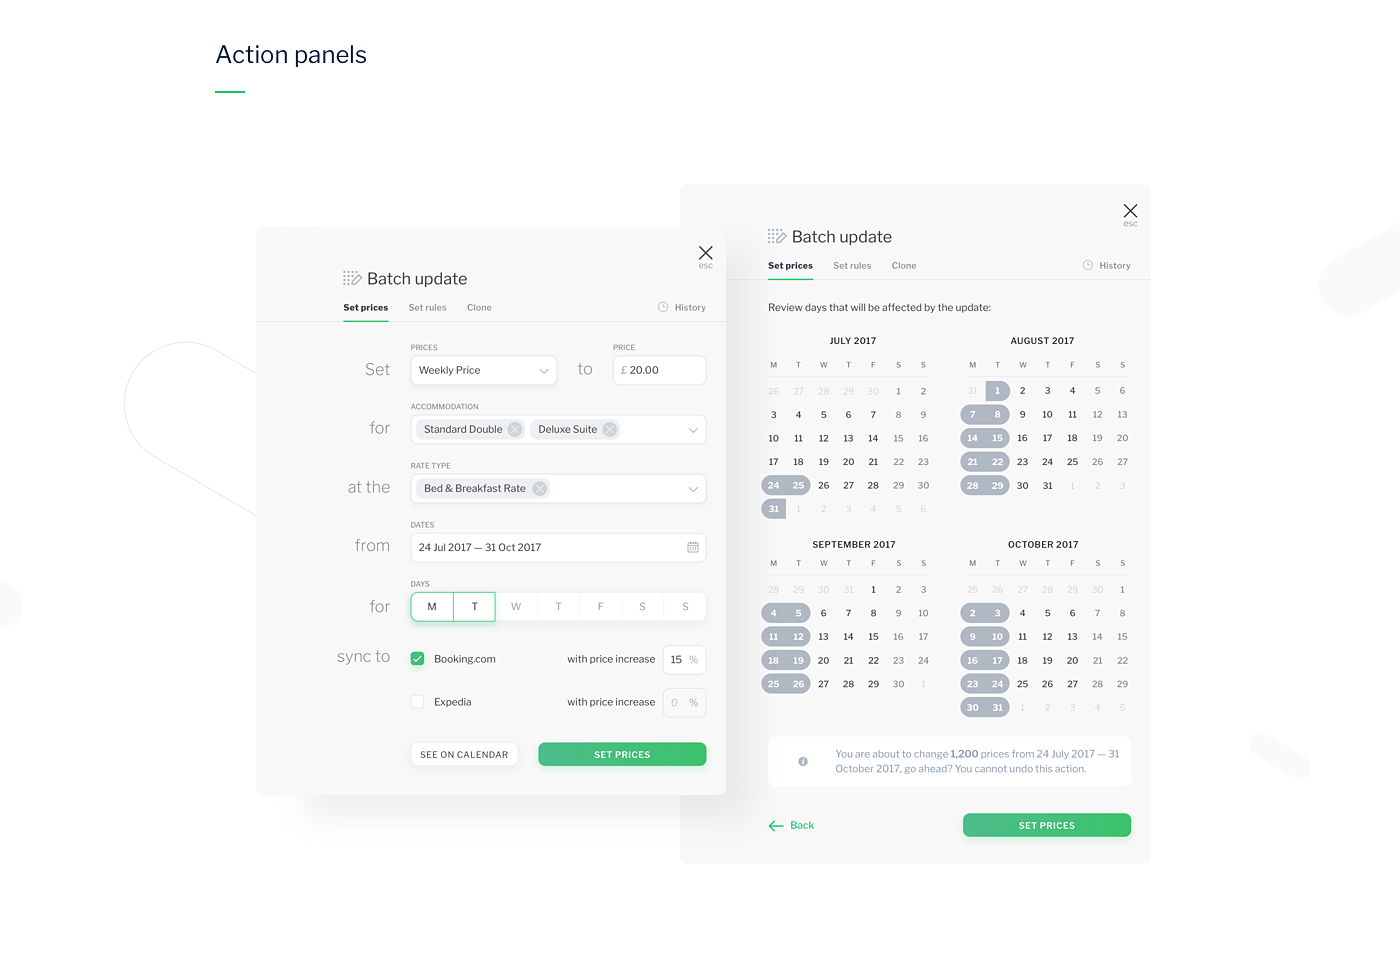 Action panels
esc
Batch update
Set prices Set rules Clone History
PRICES PRICE
Set Weekly Price to £ 20.00
ACCOMMODATION
for Standard Double Deluxe Suite
RATE TYPE
at the Bed & Breakfast Rate
DATES
from 24 Jul 2017 — 31 Oct 2017
DAYS
for M T W T F S S
sync to Booking.com with price increase 15 %
Expedia with price increase 0 %
SEE ON CALENDAR SET PRICES
esc
Batch update
Set prices Set rules Clone History
Review days that will be affected by the update:
JULY 2017
M T W T F S S
26 27 28 29 30 1 2
3 4 5 6 7 8 9
10 11 12 13 14 15 16
17 18 19 20 21 22 23
24 25 26 27 28 29 30
31 1 2 3 4 5 6
AUGUST 2017
M T W T F S S
31 1 2 3 4 5 6
7 8 9 10 11 12 13
14 15 16 17 18 19 20
21 22 23 24 25 26 27
28 29 30 31 1 2 3
SEPTEMBER 2017
M T W T F S S
28 29 30 31 1 2 3
4 5 6 7 8 9 10
11 12 13 14 15 16 17
18 19 20 21 22 23 24
25 26 27 28 29 30 1
OCTOBER 2017
M T W T F S S
25 26 27 28 29 30 1
2 3 4 5 6 7 8
9 10 11 12 13 14 15
16 17 18 19 20 21 22
23 24 25 26 27 28 29
30 31 1 2 3 4 5
You are about to change 1,200 prices from 24 July 2017 — 31
October 2017, go ahead? You cannot undo this action.
Back SET PRICES